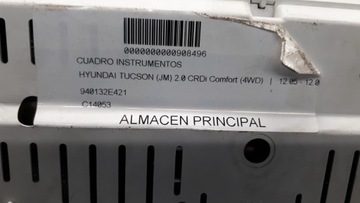 0000000000908496
CUADRO INSTRUMENTOS
HYUNDAI TUCSON (JM) 2.0 CRDi Comfort (4WD) | 12.05 - 12.0
940132E421
C14053
ALMACEN PRINCIPAL